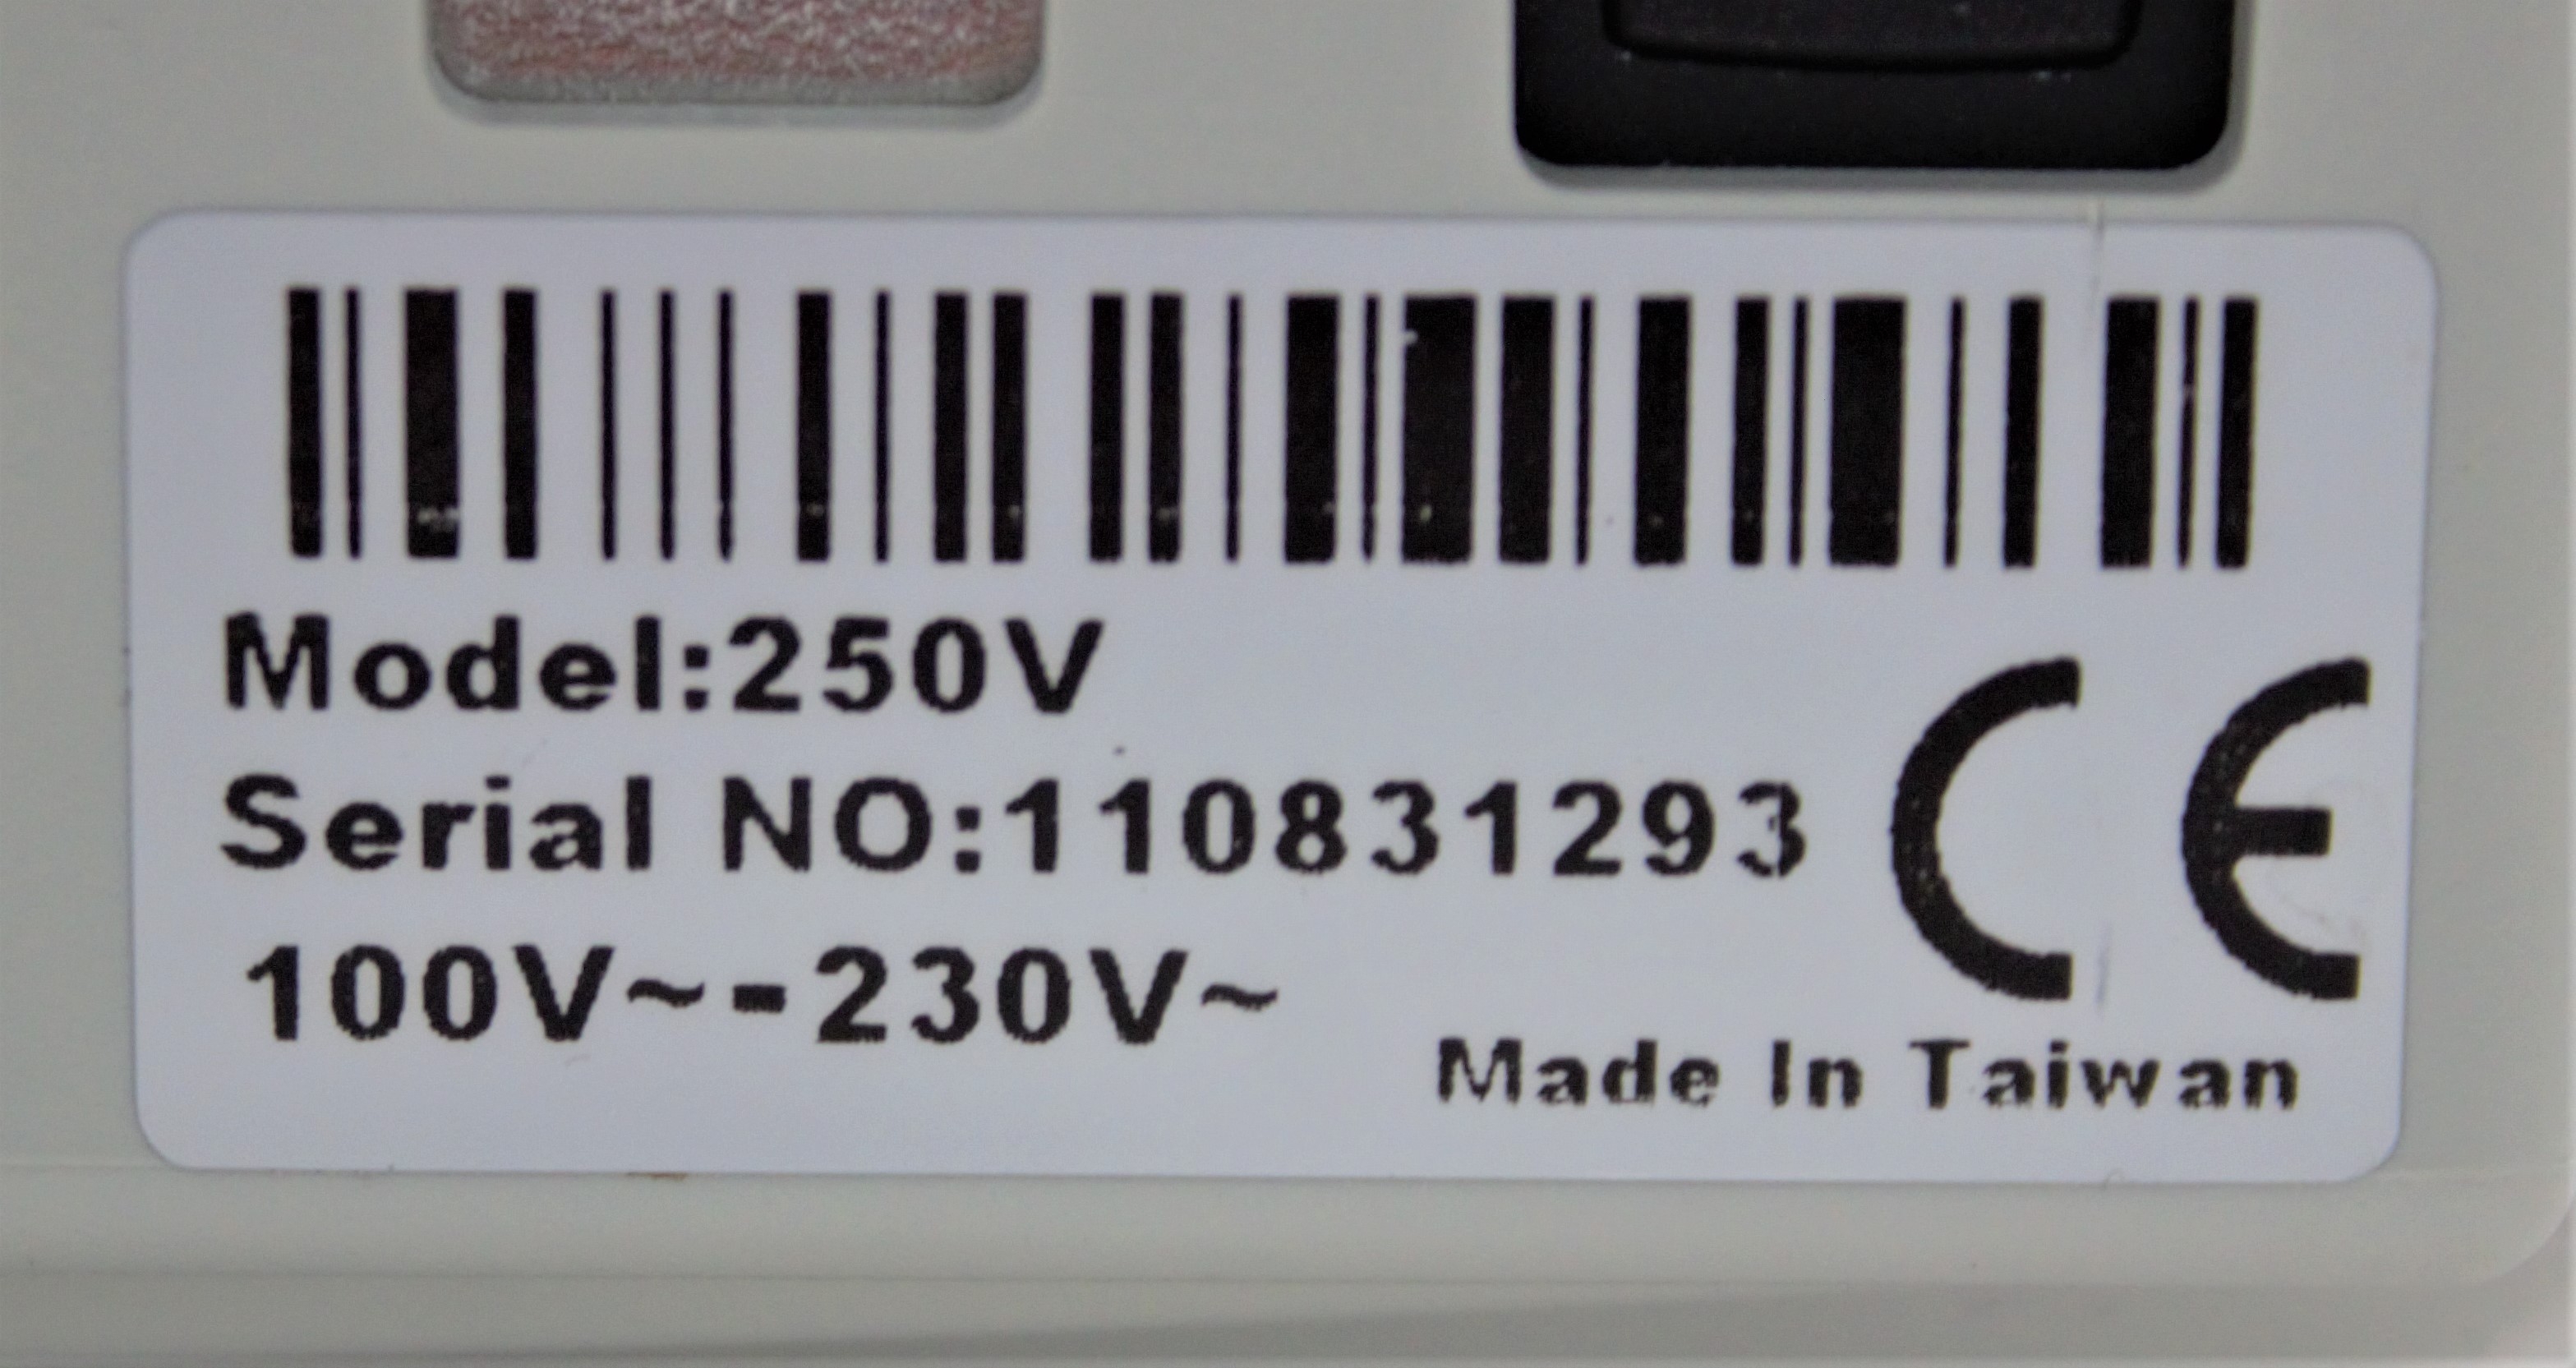 Model:250V
Serial NO:110831293
100V~-230V~
CE
Made In Taiwan